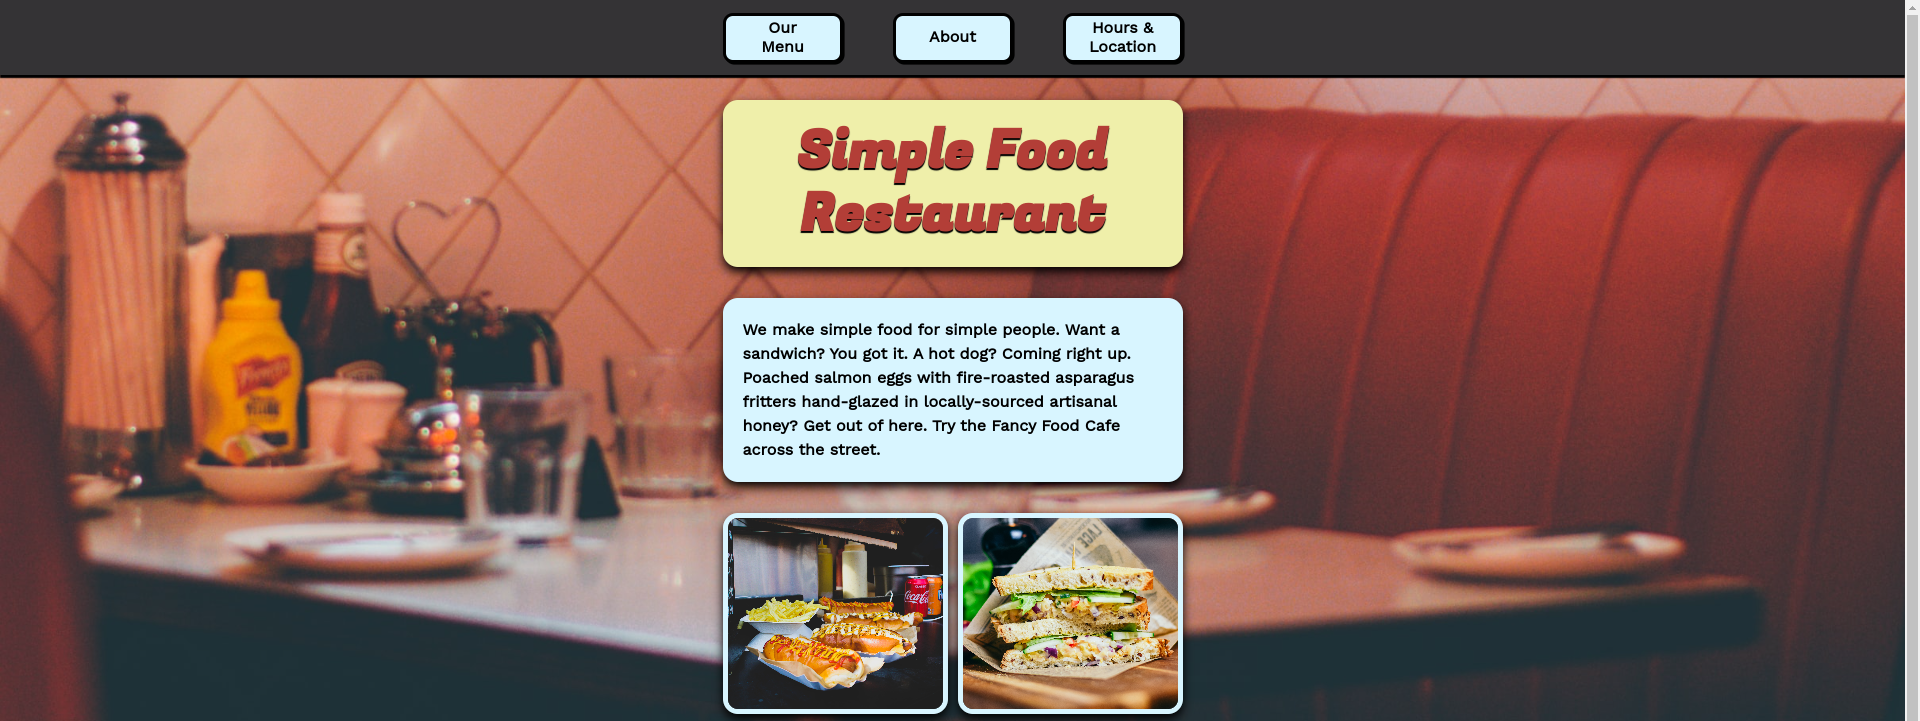 Our
Menu
About
Hours &
Location
Simple Food
Restaurant
We make simple food for simple people. Want a
sandwich? You got it. A hot dog? Coming right up.
Poached salmon eggs with fire-roasted asparagus
fritters hand-glazed in locally-sourced artisanal
honey? Get out of here. Try the Fancy Food Cafe
across the street.
Coca-Cola